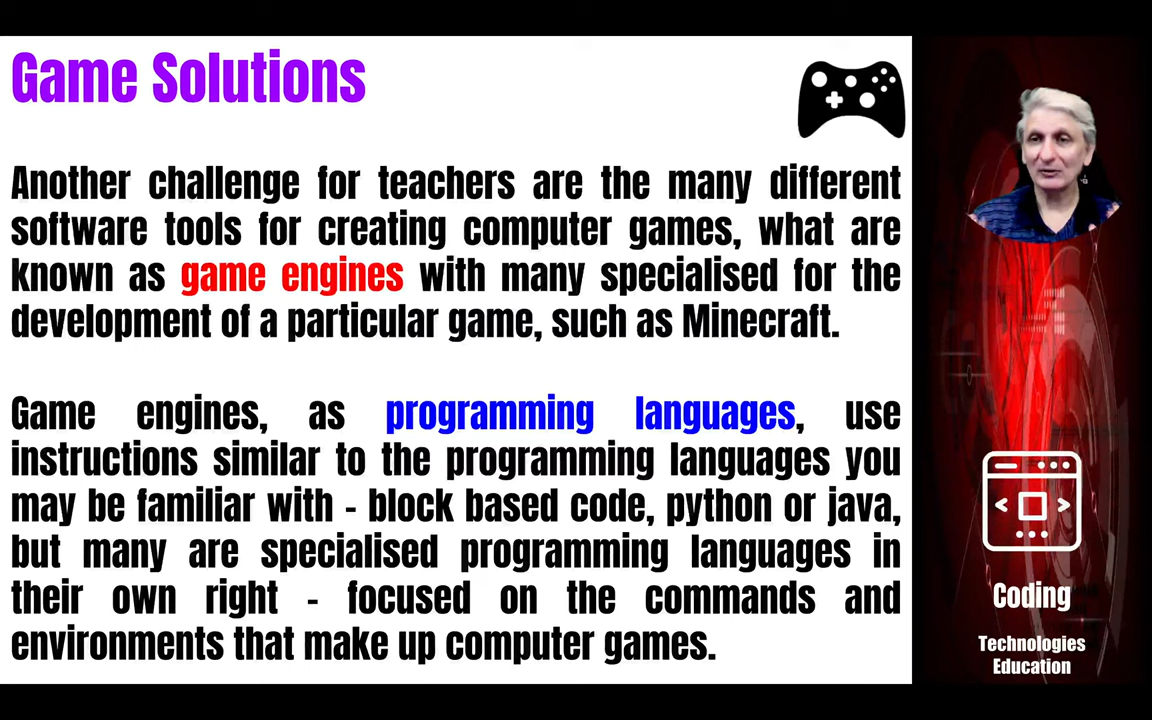 Game Solutions
Another challenge for teachers are the many different
software tools for creating computer games, what are
known as game engines with many specialised for the
development of a particular game, such as Minecraft.
Game engines, as programming languages, use
instructions similar to the programming languages you
may be familiar with - block based code, python or java,
but many are specialised programming languages in
their own right - focused on the commands and
environments that make up computer games.
Coding
Technologies
Education